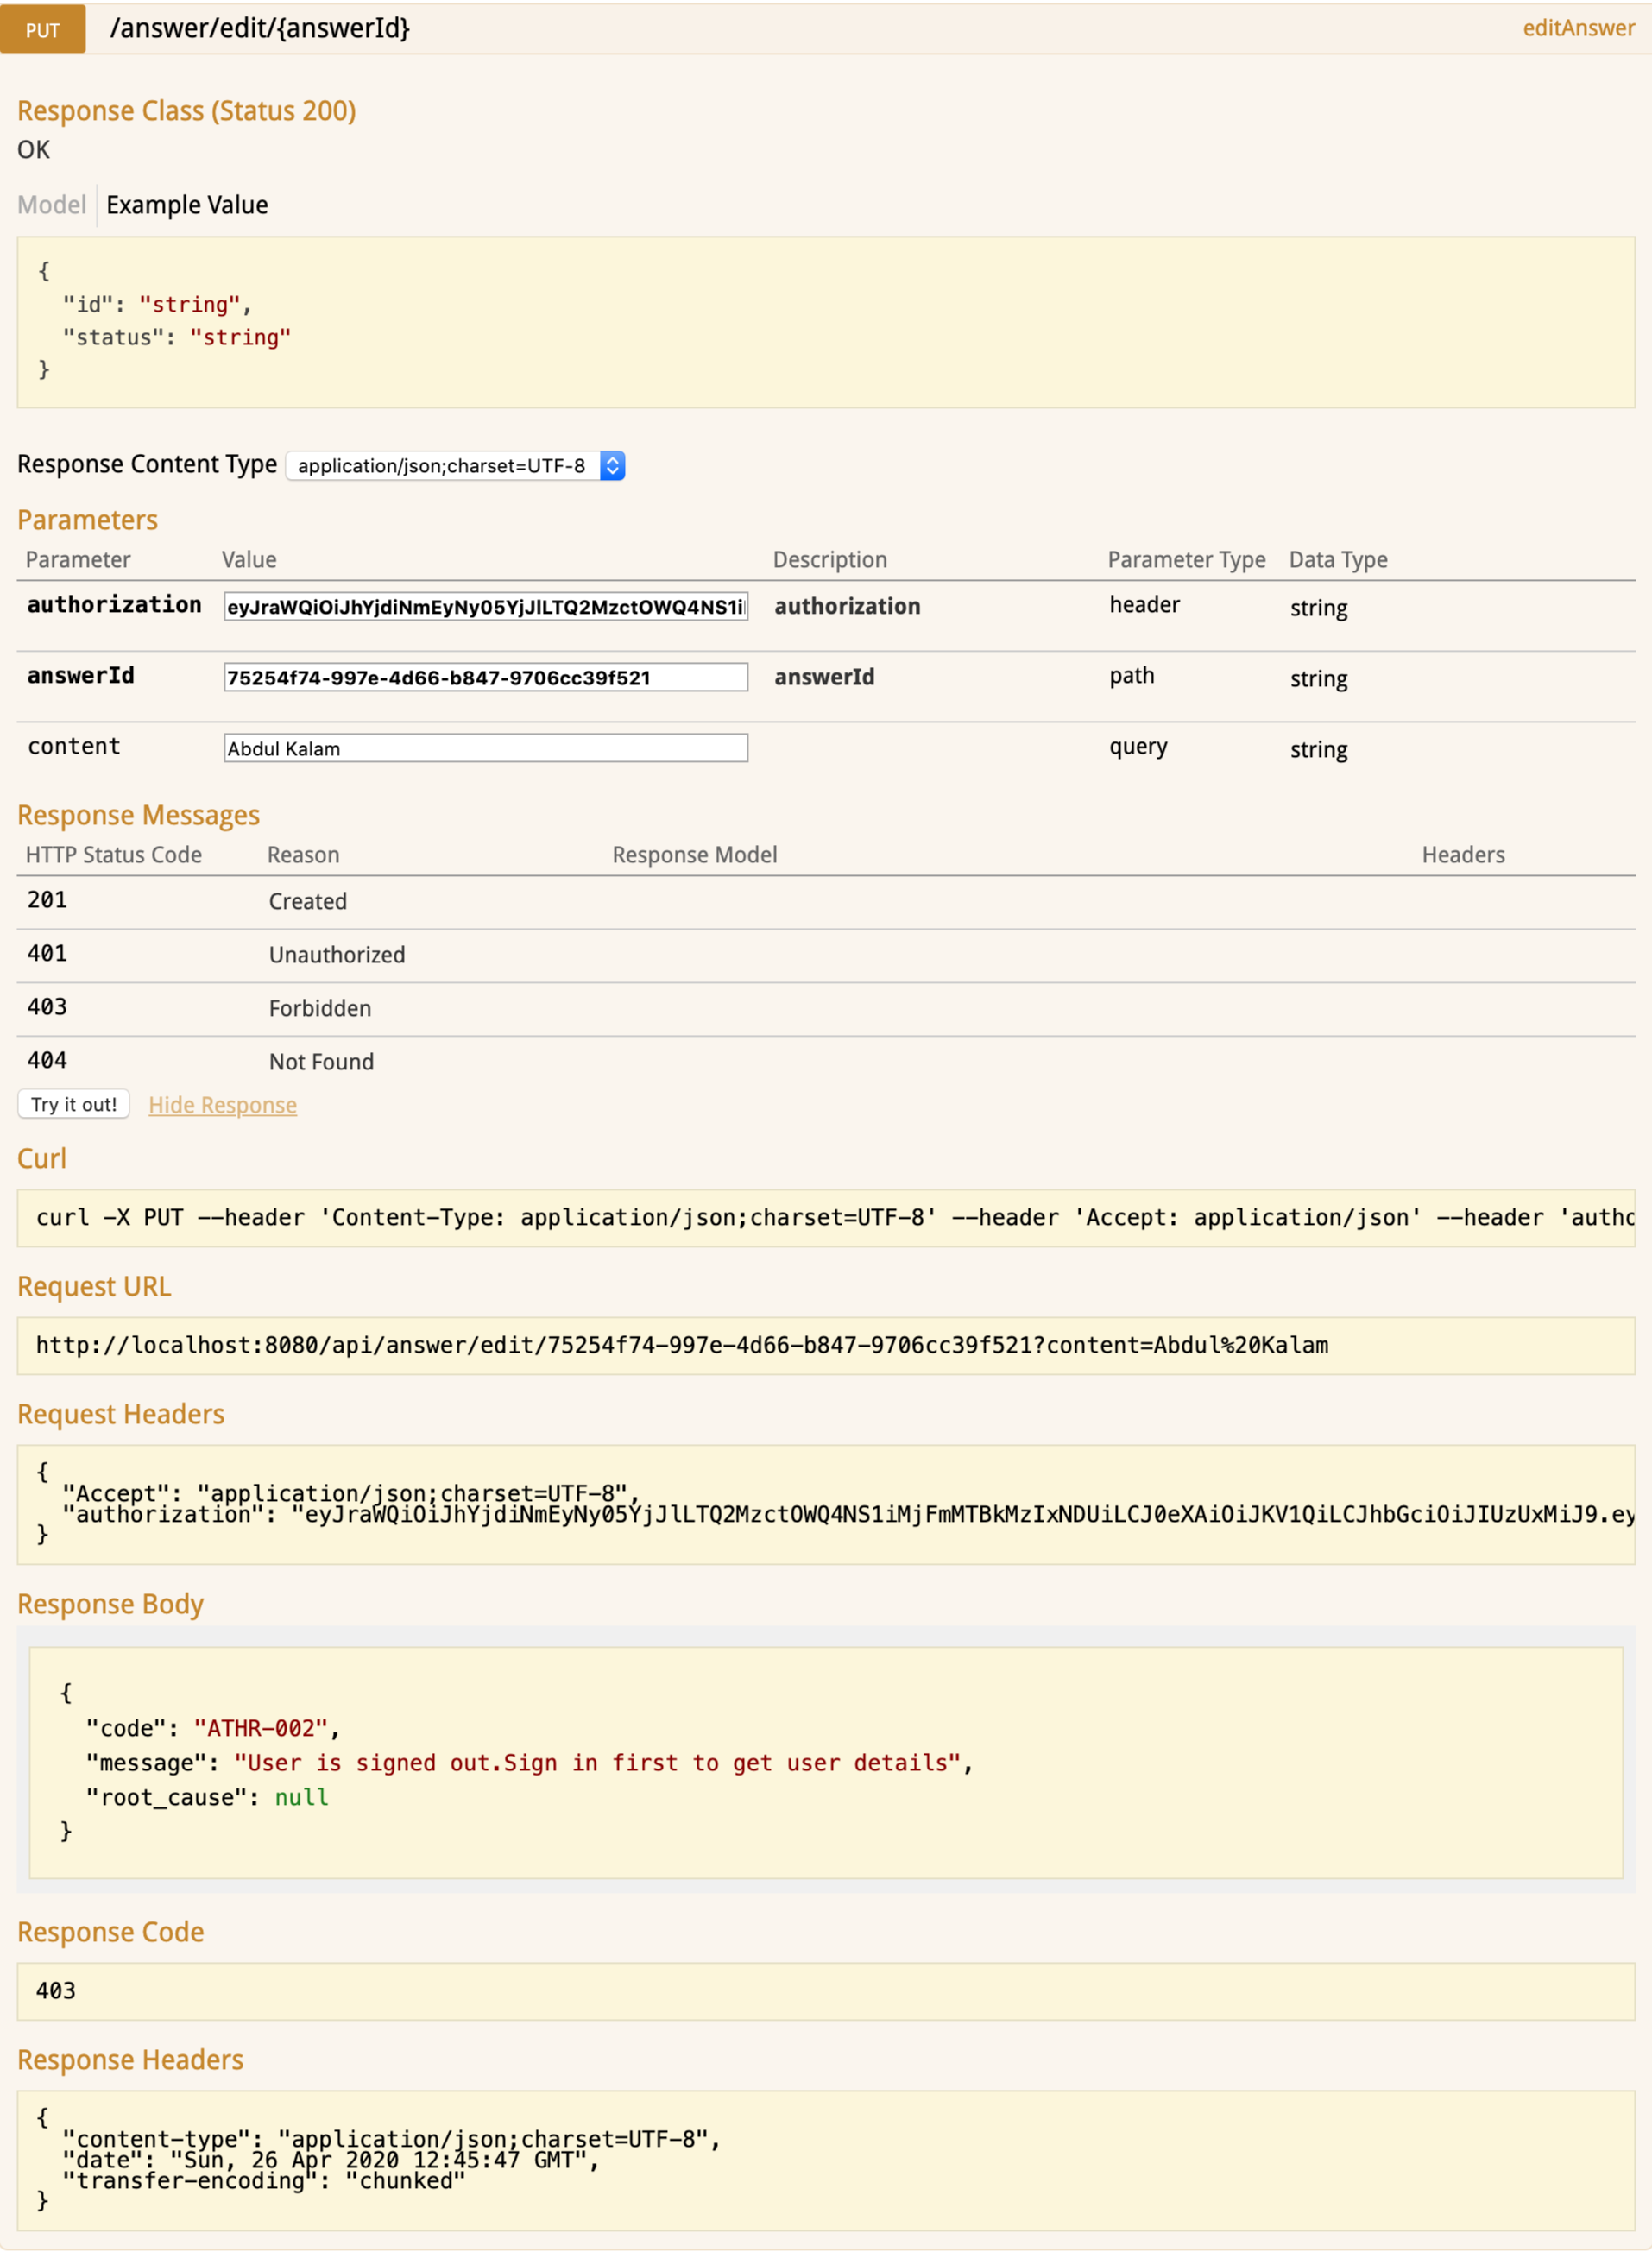 PUT /answer/edit/{answerId} editAnswer
Response Class (Status 200)
OK
Model Example Value
{
"id": "string",
"status": "string"
}
Response Content Type application/json;charset=UTF-8
Parameters
Parameter Value Description Parameter Type Data Type
authorization eyJraWQiOiJhYjdiNmEyNy05YjJlLTQ2MzctOWQ4NS1i authorization header string
answerId 75254f74-997e-4d66-b847-9706cc39f521 answerId path string
content Abdul Kalam query string
Response Messages
HTTP Status Code Reason Response Model Headers
201 Created
401 Unauthorized
403 Forbidden
404 Not Found
Try it out! Hide Response
Curl
curl -X PUT --header 'Content-Type: application/json;charset=UTF-8' --header 'Accept: application/json' --header 'autho
Request URL
http://localhost:8080/api/answer/edit/75254f74-997e-4d66-b847-9706cc39f521?content=Abdul%20Kalam
Request Headers
{
"Accept": "application/json;charset=UTF-8",
"authorization": "eyJraWQiOiJhYjdiNmEyNy05YjJlLTQ2MzctOWQ4NS1iMjFmMTBkMzIxNDUiLCJ0eXAiOiJKV1QiLCJhbGciOiJIUzUxMiJ9.ey
}
Response Body
{
"code": "ATHR-002",
"message": "User is signed out.Sign in first to get user details",
"root_cause": null
}
Response Code
403
Response Headers
{
"content-type": "application/json;charset=UTF-8",
"date": "Sun, 26 Apr 2020 12:45:47 GMT",
"transfer-encoding": "chunked"
}